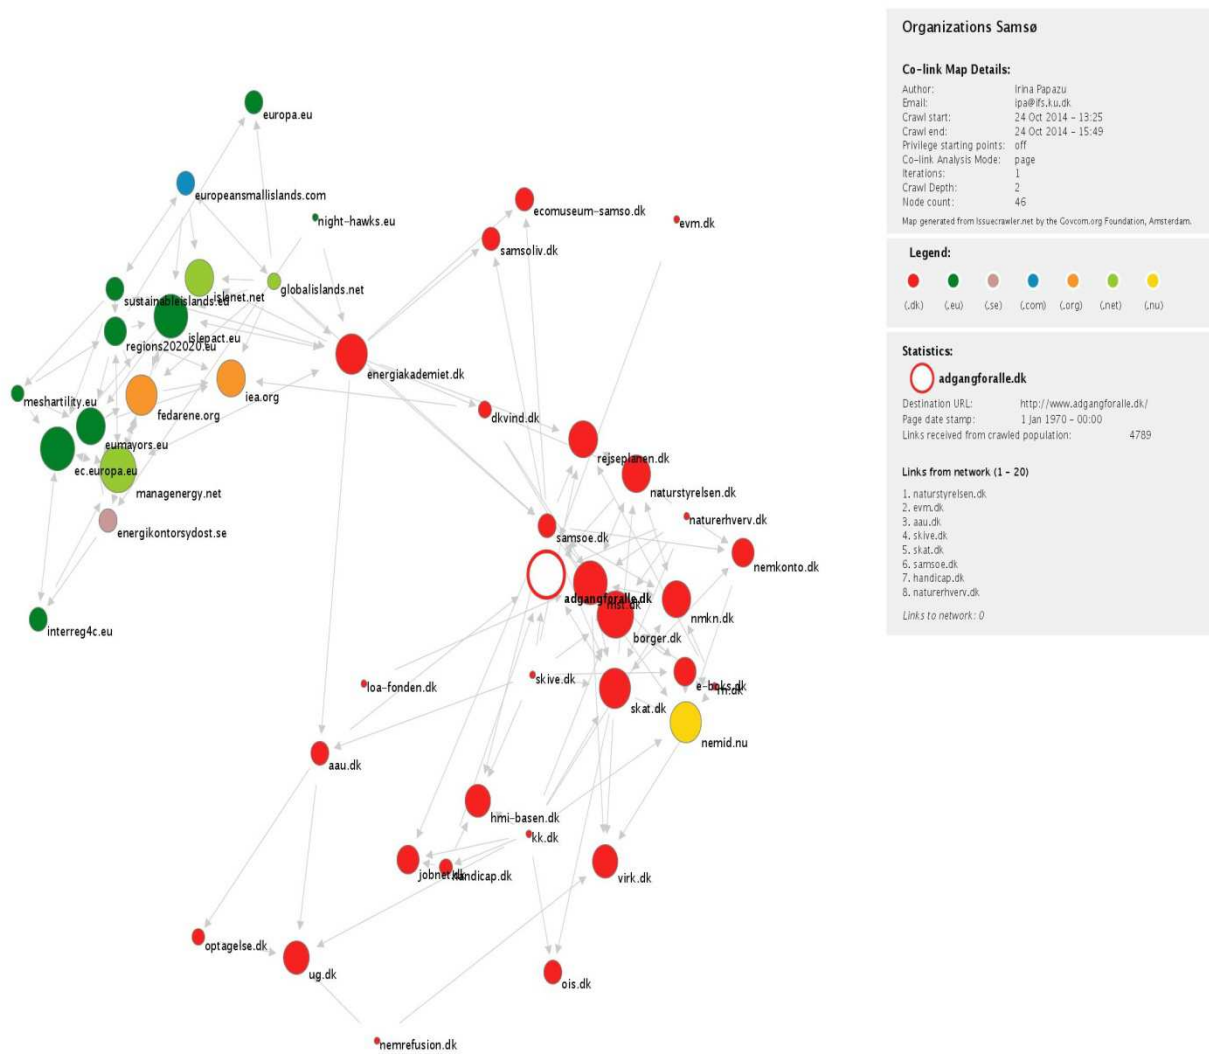 Organizations Samsø
Co-link Map Details:
Author: Irina Papazu
Email: ipa@ifs.ku.dk
Crawl start: 24 Oct 2014 – 13:25
Crawl end: 24 Oct 2014 – 15:49
Privilege starting points: off
Co-link Analysis Mode: page
Iterations: 1
Crawl Depth: 2
Node count: 46
Map generated from Issuecrawler.net by the Govcom.org Foundation, Amsterdam.
Legend:
(.dk) (.eu) (.se) (.com) (.org) (.net) (.nu)
Statistics:
adgangforalle.dk
Destination URL: http://www.adgangforalle.dk/
Page date stamp: 1 Jan 1970 – 00:00
Links received from crawled population: 4789
Links from network (1 – 20)
1. naturstyrelsen.dk
2. evm.dk
3. aau.dk
4. skive.dk
5. skat.dk
6. samsoe.dk
7. handicap.dk
8. naturerhverv.dk
Links to network: 0
europa.eu
europeansmallislands.com
ecomuseum-samso.dk
night-hawks.eu
evm.dk
samsoliv.dk
globalislands.net
islenet.net
sustainableislands.eu
islepact.eu
regions202020.eu
energiakademiet.dk
iea.org
meshartility.eu
fedarene.org
dkvind.dk
eumayors.eu
rejseplanen.dk
ec.europa.eu
managenergy.net
naturstyrelsen.dk
naturerhverv.dk
energikontorsydost.se
samsoe.dk
nemkonto.dk
adgangforalle.dk
mst.dk
nmkn.dk
interreg4c.eu
borger.dk
skive.dk
loa-fonden.dk
e-boks.dk
rn.dk
skat.dk
nemid.nu
aau.dk
hmi-basen.dk
kk.dk
jobnet.dk
handicap.dk
virk.dk
optagelse.dk
ug.dk
ois.dk
nemrefusion.dk